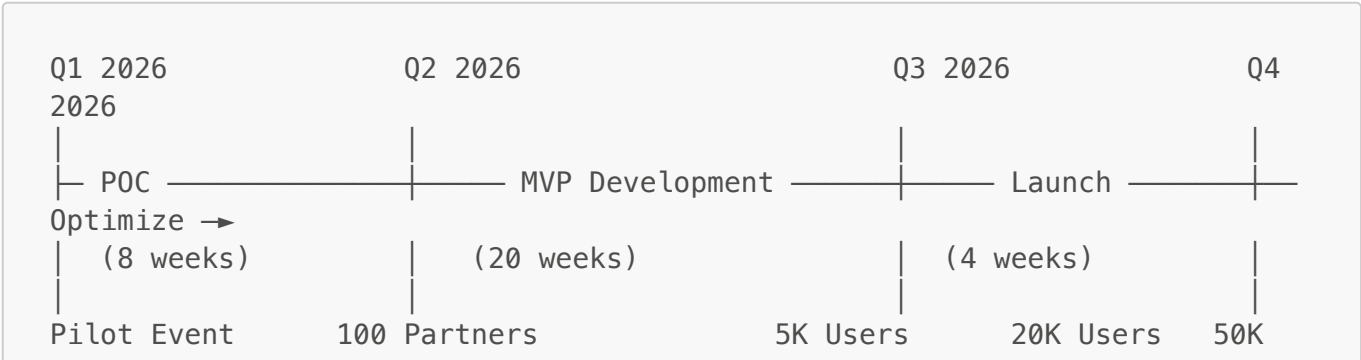 Q1 2026 Q2 2026 Q3 2026 Q4
2026
│ │ │ │
├─ POC ───────────────┼───── MVP Development ──────┼───── Launch ───────┼──
Optimize ─►
│ (8 weeks) │ (20 weeks) │ (4 weeks) │
│ │ │ │
Pilot Event 100 Partners 5K Users 20K Users 50K